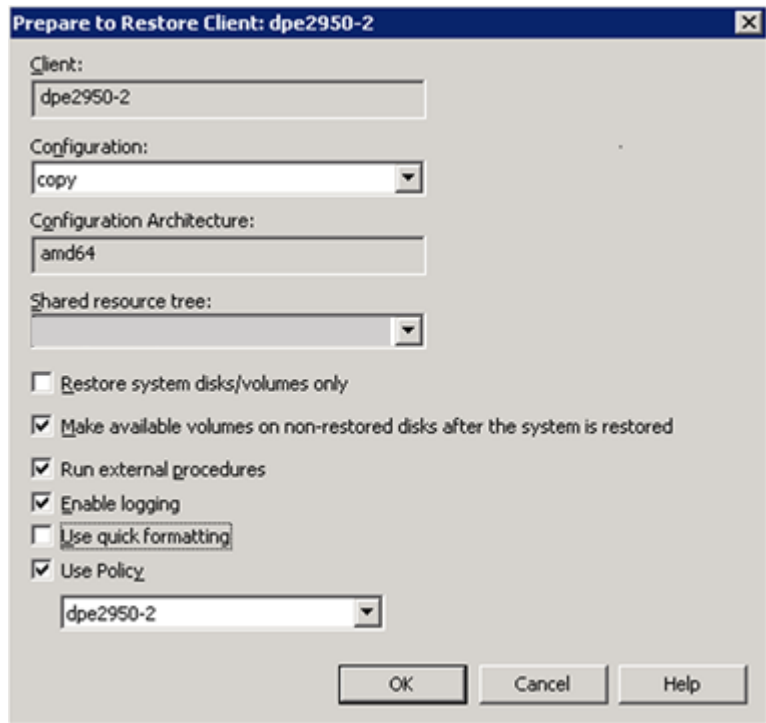 Prepare to Restore Client: dpe2950-2
Client:
dpe2950-2
Configuration:
copy
Configuration Architecture:
amd64
Shared resource tree:
Restore system disks/volumes only
Make available volumes on non-restored disks after the system is restored
Run external procedures
Enable logging
Use quick formatting
Use Policy
dpe2950-2
OK Cancel Help